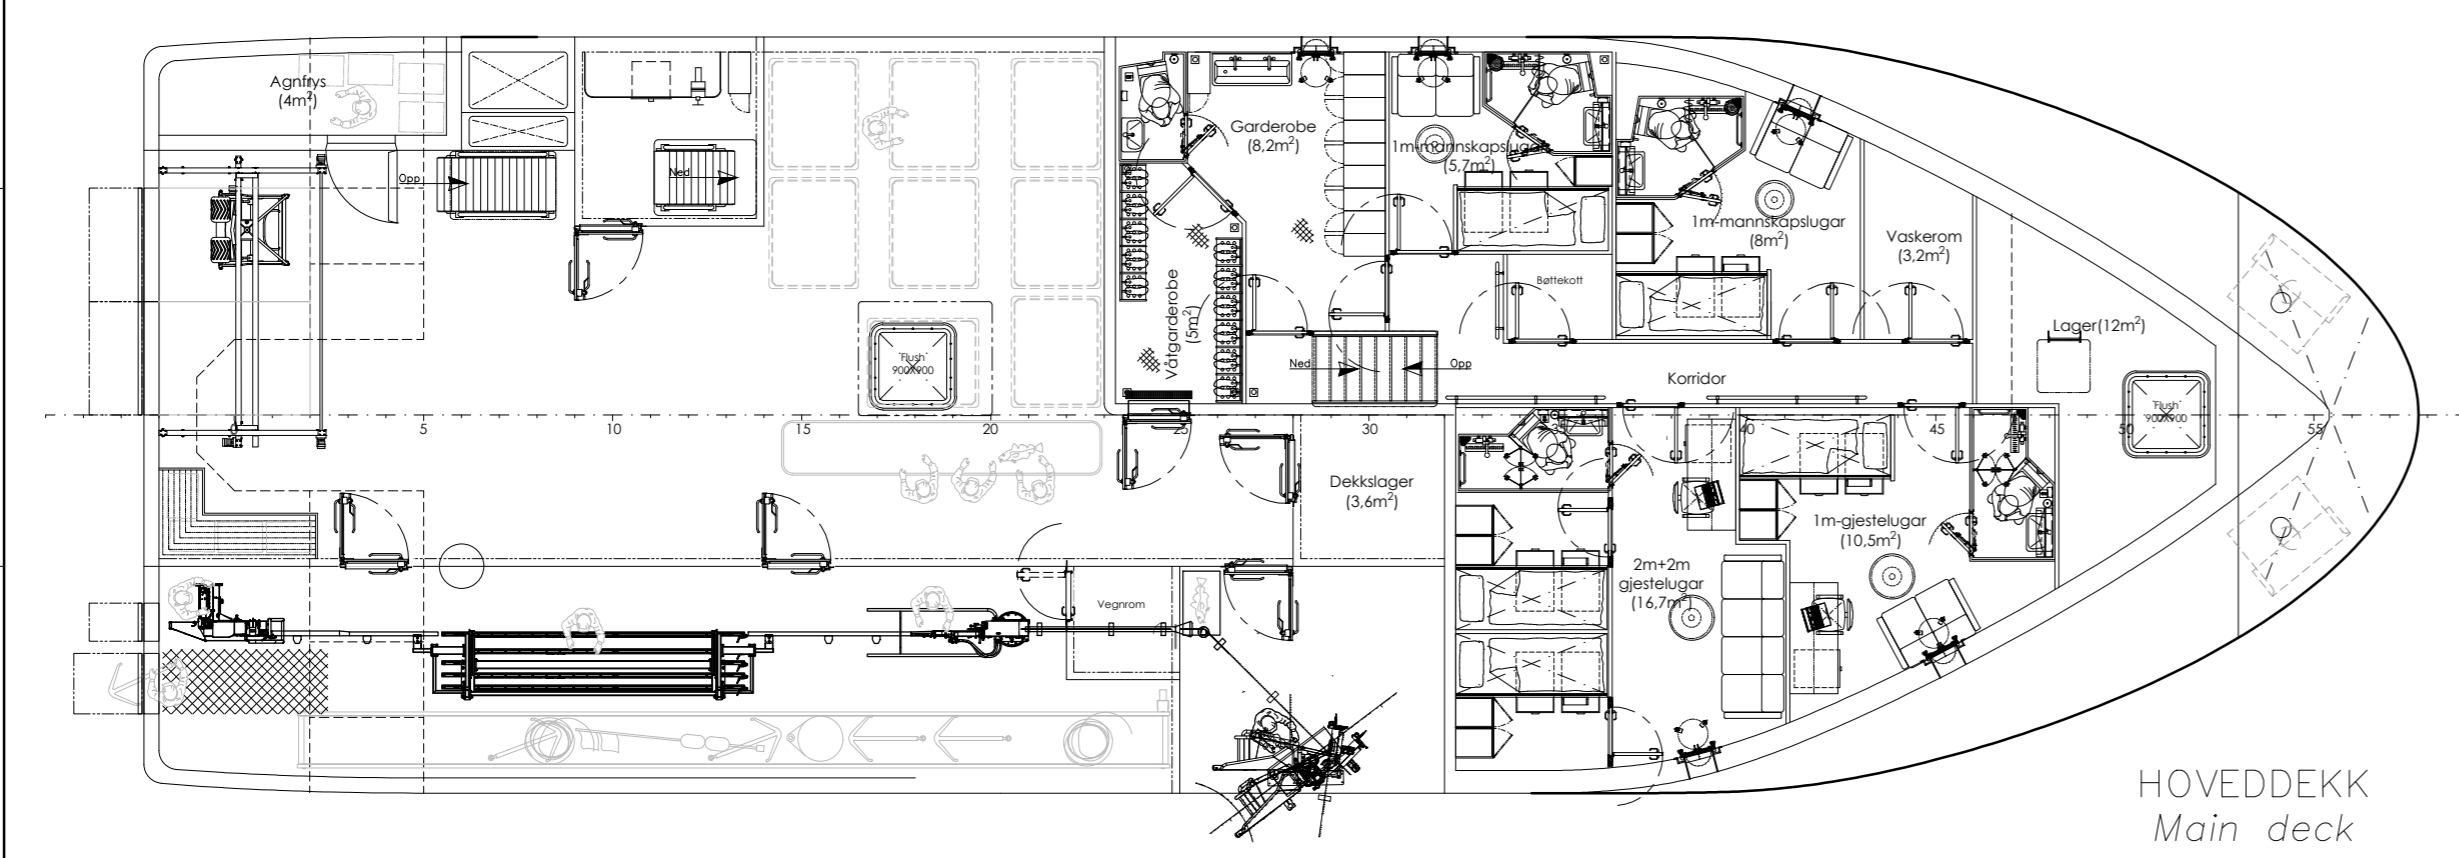 Agnfrys
(4m²)
Opp
Ned
Garderobe
(8,2m²)
1m-mannskapslugar
(5,7m²)
1m-mannskapslugar
(8m²)
Vaskerom
(3,2m²)
Bøttekott
Våtgarderobe
(5m²)
Lager(12m²)
"Flush"
900X900
Ned
Opp
Korridor
"Flush"
900X900
0
5
10
15
20
25
30
35
40
45
50
55
Dekkslager
(3,6m²)
1m-gjestelugar
(10,5m²)
2m+2m
gjestelugar
(16,7m²)
Vegnrom
HOVEDDEKK
Main deck